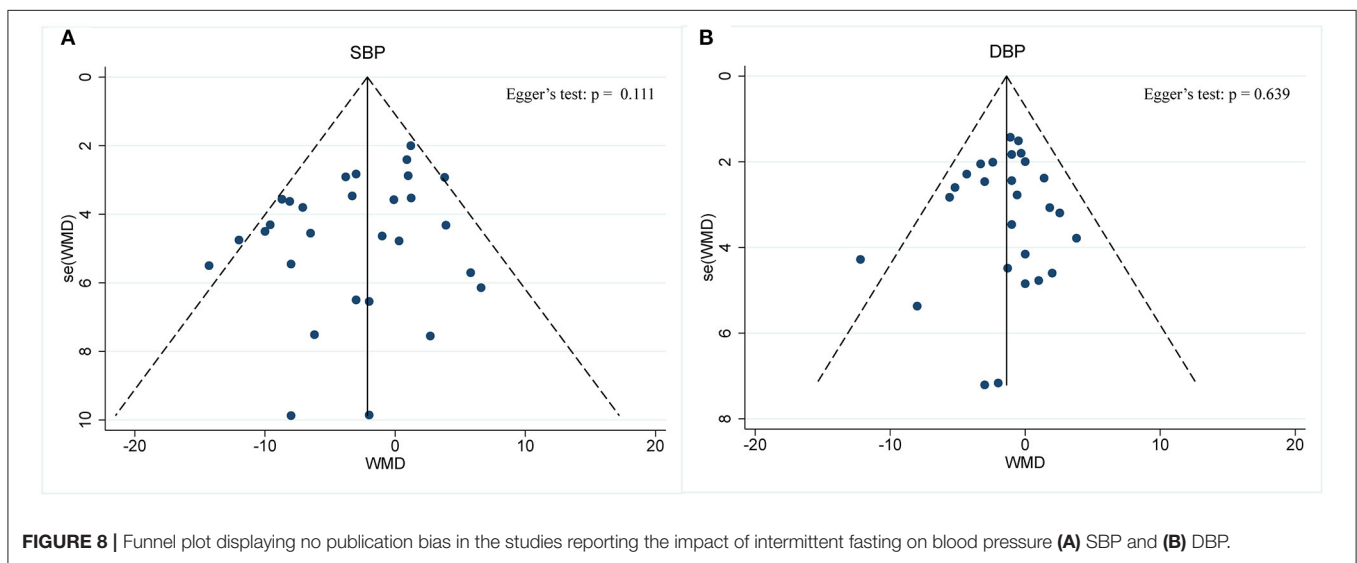 A
SBP
Egger's test: p = 0.111
0
2
4
6
8
10
se(WMD)
-20 -10 0 10 20
WMD
B
DBP
Egger's test: p = 0.639
0
2
4
6
8
se(WMD)
-20 -10 0 10 20
WMD
FIGURE 8 | Funnel plot displaying no publication bias in the studies reporting the impact of intermittent fasting on blood pressure (A) SBP and (B) DBP.